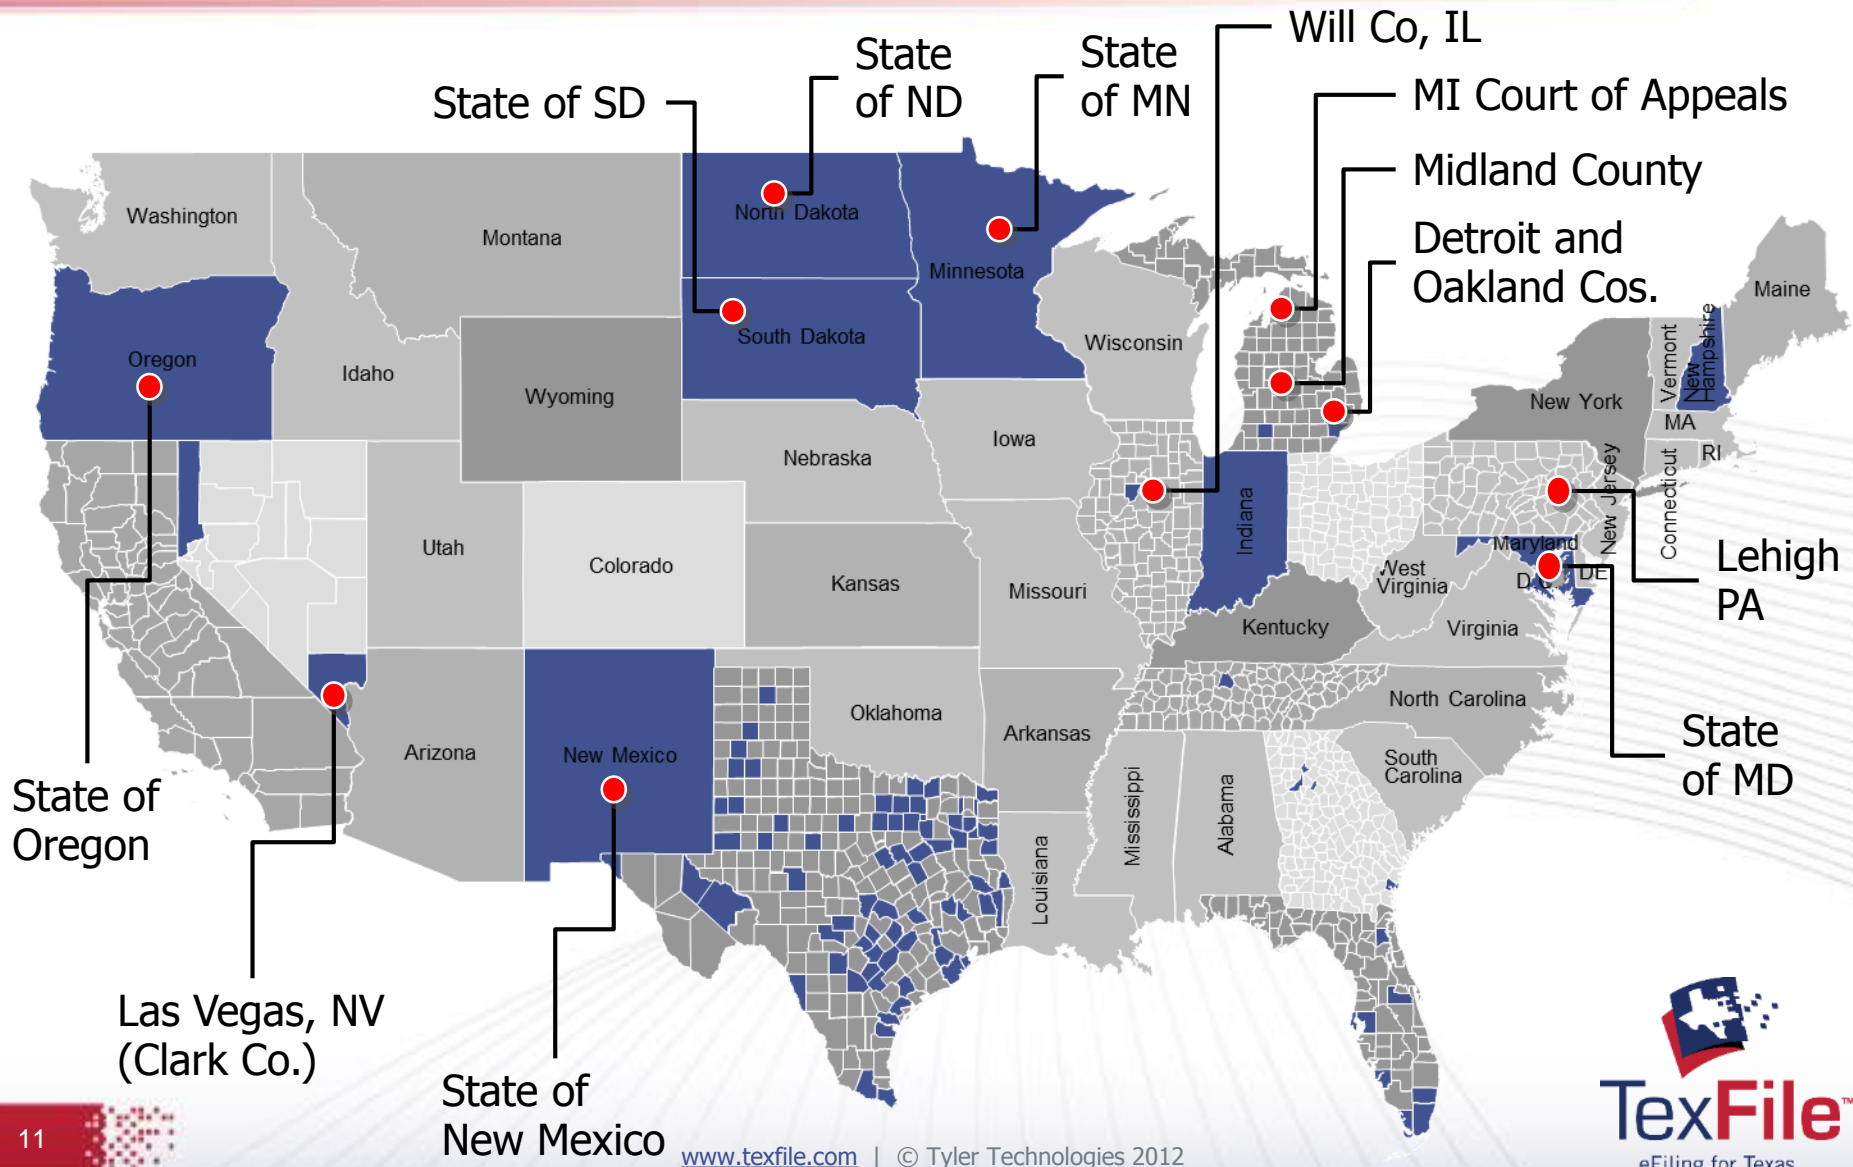 Will Co, IL
State
of ND
State
of MN
State of SD
MI Court of Appeals
Midland County
Detroit and
Oakland Cos.
Washington
Montana
North Dakota
Minnesota
Maine
South Dakota
Wisconsin
Vermont
New
Hampshire
Oregon
Idaho
Wyoming
New York
MA
RI
Connecticut
New Jersey
Iowa
Nebraska
Indiana
Maryland
DE
Utah
Colorado
Kansas
Missouri
West
Virginia
Lehigh
PA
Kentucky
Virginia
North Carolina
Oklahoma
Arkansas
South
Carolina
State
of MD
Arizona
New Mexico
Mississippi
Alabama
Louisiana
State of
Oregon
Las Vegas, NV
(Clark Co.)
State of
New Mexico
TexFile™
eFiling for Texas
11
www.texfile.com | © Tyler Technologies 2012